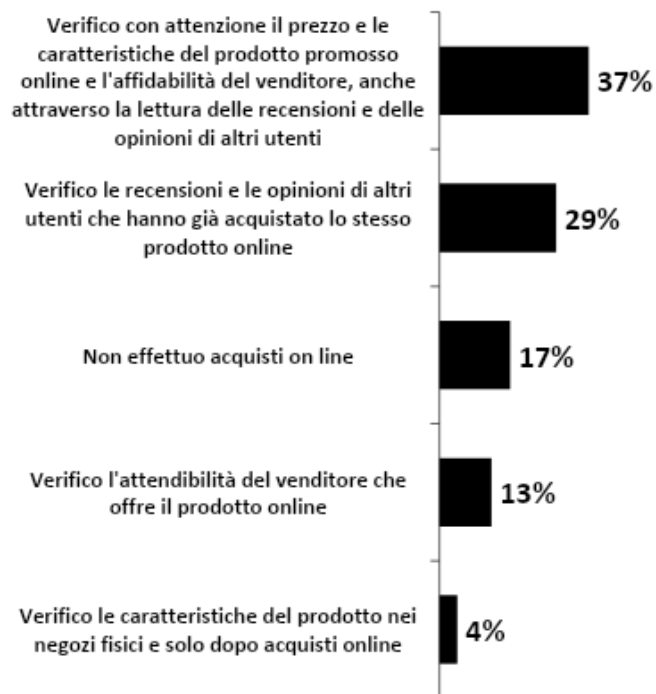 Verifico con attenzione il prezzo e le
caratteristiche del prodotto promosso
online e l'affidabilità del venditore, anche
attraverso la lettura delle recensioni e delle
opinioni di altri utenti
37%
Verifico le recensioni e le opinioni di altri
utenti che hanno già acquistato lo stesso
prodotto online
29%
Non effettuo acquisti on line
17%
Verifico l'attendibilità del venditore che
offre il prodotto online
13%
Verifico le caratteristiche del prodotto nei
negozi fisici e solo dopo acquisti online
4%